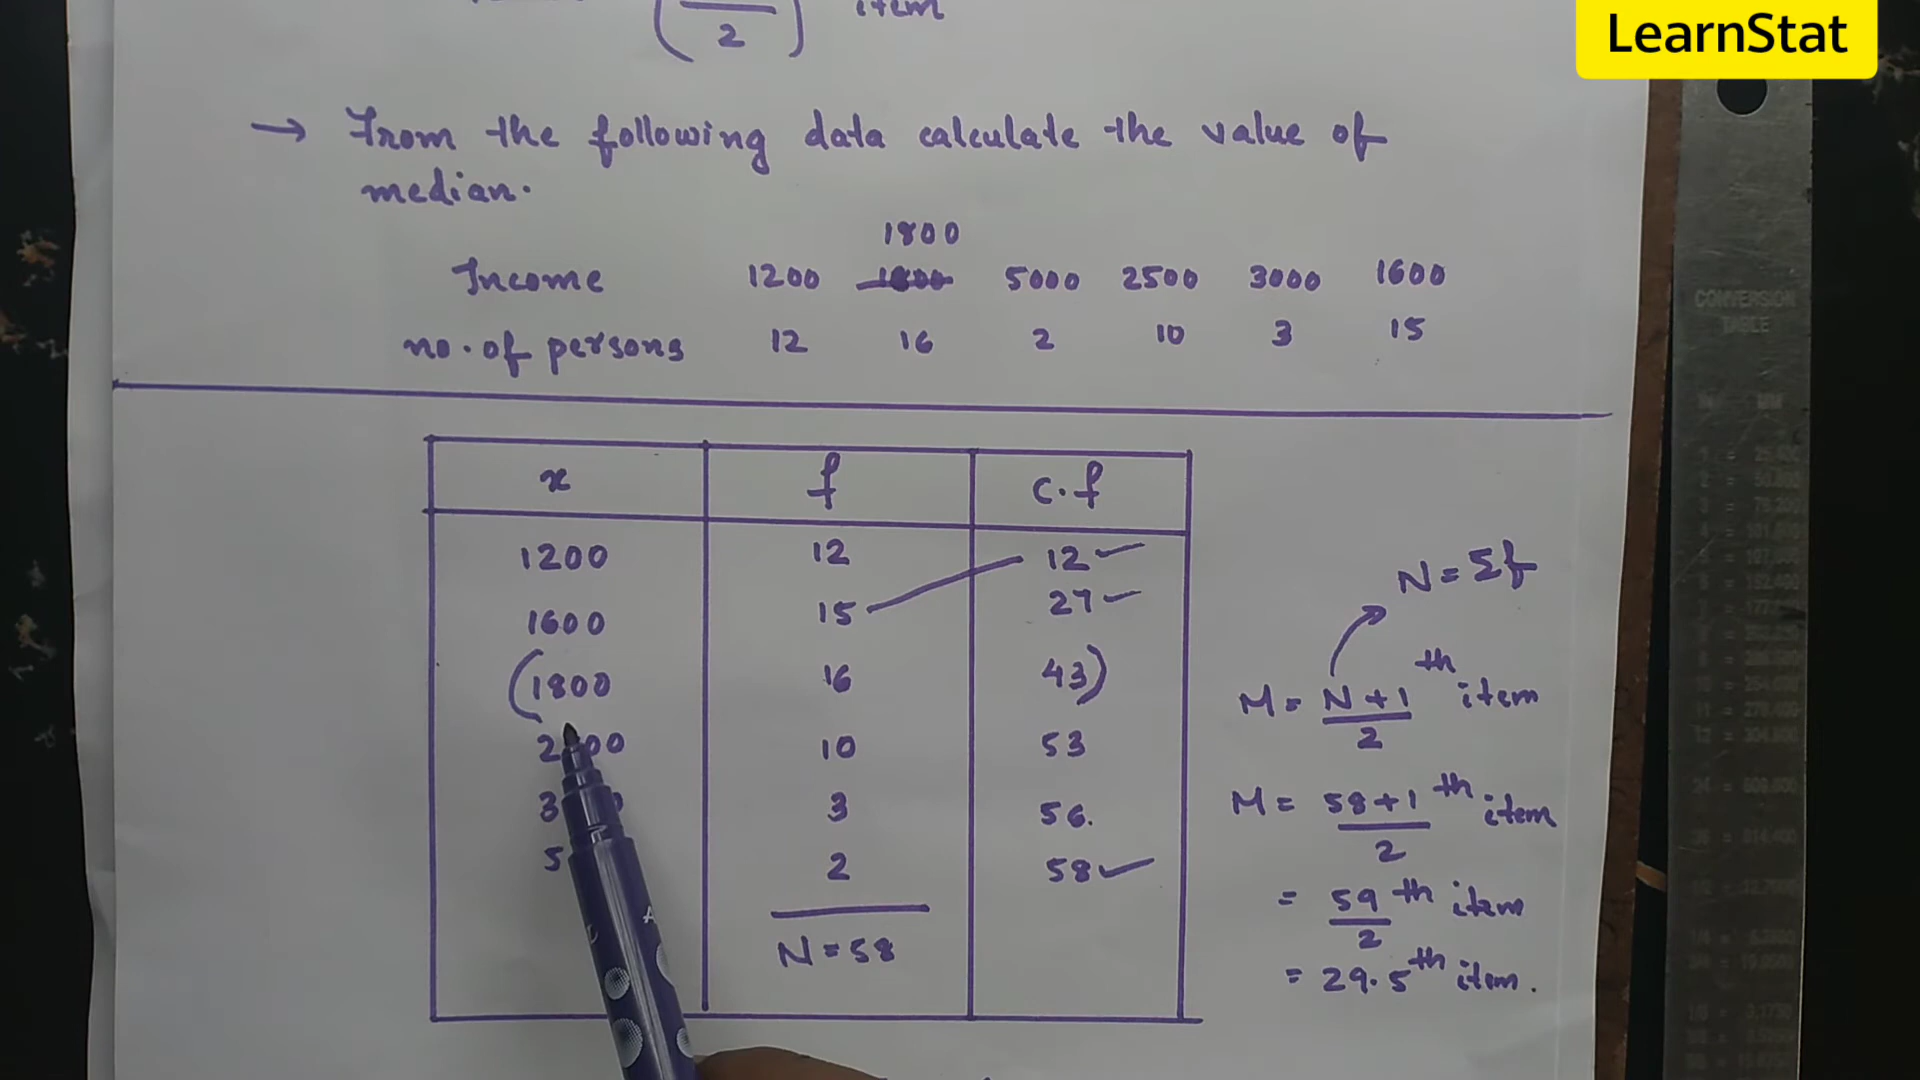 LearnStat
2
item
→ From the following data calculate the value of
median.
1800
Income 1200 5000 2500 3000 1600
no. of persons 12 16 2 10 3 15
x f c.f
1200 12 12
1600 15 27
(1800 16 43)
10 53
3 56.
2 58
N = 58
N = Σf
M = N+1/2 th item
M = 58+1/2 th item
= 59/2 th item
= 29.5th item.
CONVERSION
TABLE